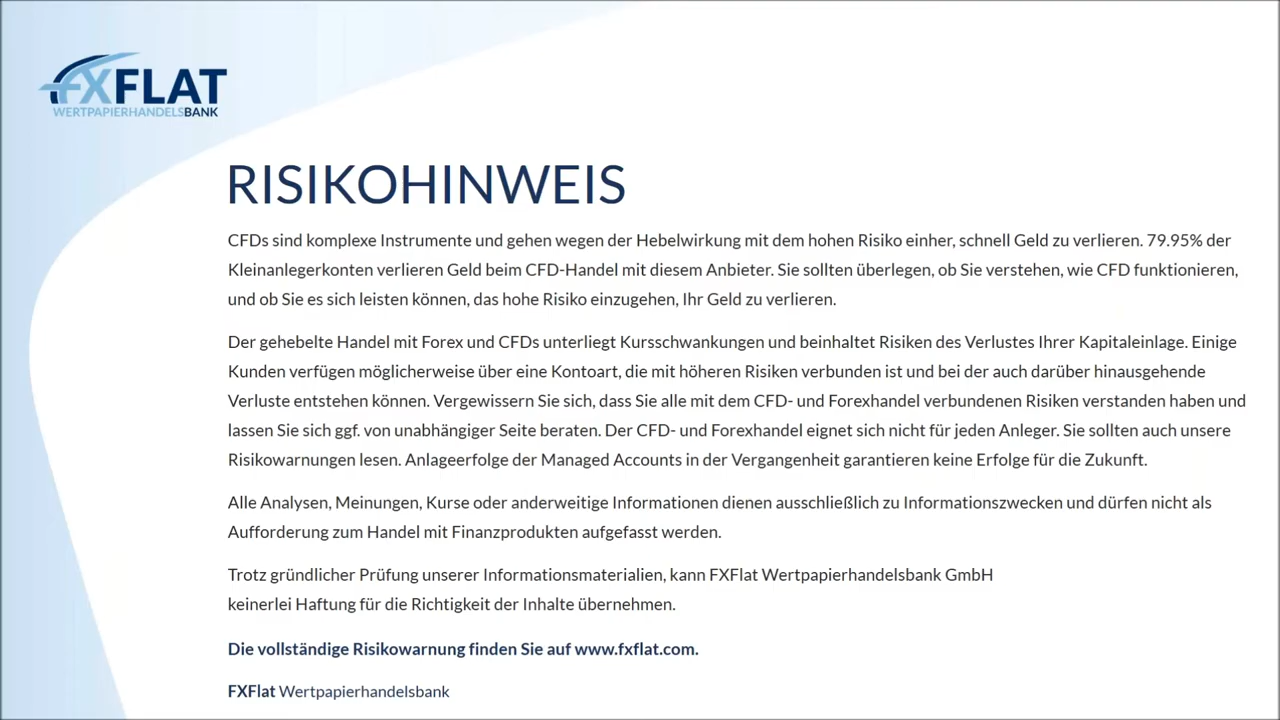 FXFLAT
WERTPAPIERHANDELSBANK
RISIKOHINWEIS
CFDs sind komplexe Instrumente und gehen wegen der Hebelwirkung mit dem hohen Risiko einher, schnell Geld zu verlieren. 79.95% der
Kleinanlegerkonten verlieren Geld beim CFD-Handel mit diesem Anbieter. Sie sollten überlegen, ob Sie verstehen, wie CFD funktionieren,
und ob Sie es sich leisten können, das hohe Risiko einzugehen, Ihr Geld zu verlieren.
Der gehebelte Handel mit Forex und CFDs unterliegt Kursschwankungen und beinhaltet Risiken des Verlustes Ihrer Kapitaleinlage. Einige
Kunden verfügen möglicherweise über eine Kontoart, die mit höheren Risiken verbunden ist und bei der auch darüber hinausgehende
Verluste entstehen können. Vergewissern Sie sich, dass Sie alle mit dem CFD- und Forexhandel verbundenen Risiken verstanden haben und
lassen Sie sich ggf. von unabhängiger Seite beraten. Der CFD- und Forexhandel eignet sich nicht für jeden Anleger. Sie sollten auch unsere
Risikowarnungen lesen. Anlageerfolge der Managed Accounts in der Vergangenheit garantieren keine Erfolge für die Zukunft.
Alle Analysen, Meinungen, Kurse oder anderweitige Informationen dienen ausschließlich zu Informationszwecken und dürfen nicht als
Aufforderung zum Handel mit Finanzprodukten aufgefasst werden.
Trotz gründlicher Prüfung unserer Informationsmaterialien, kann FXFlat Wertpapierhandelsbank GmbH
keinerlei Haftung für die Richtigkeit der Inhalte übernehmen.
Die vollständige Risikowarnung finden Sie auf www.fxflat.com.
FXFlat Wertpapierhandelsbank